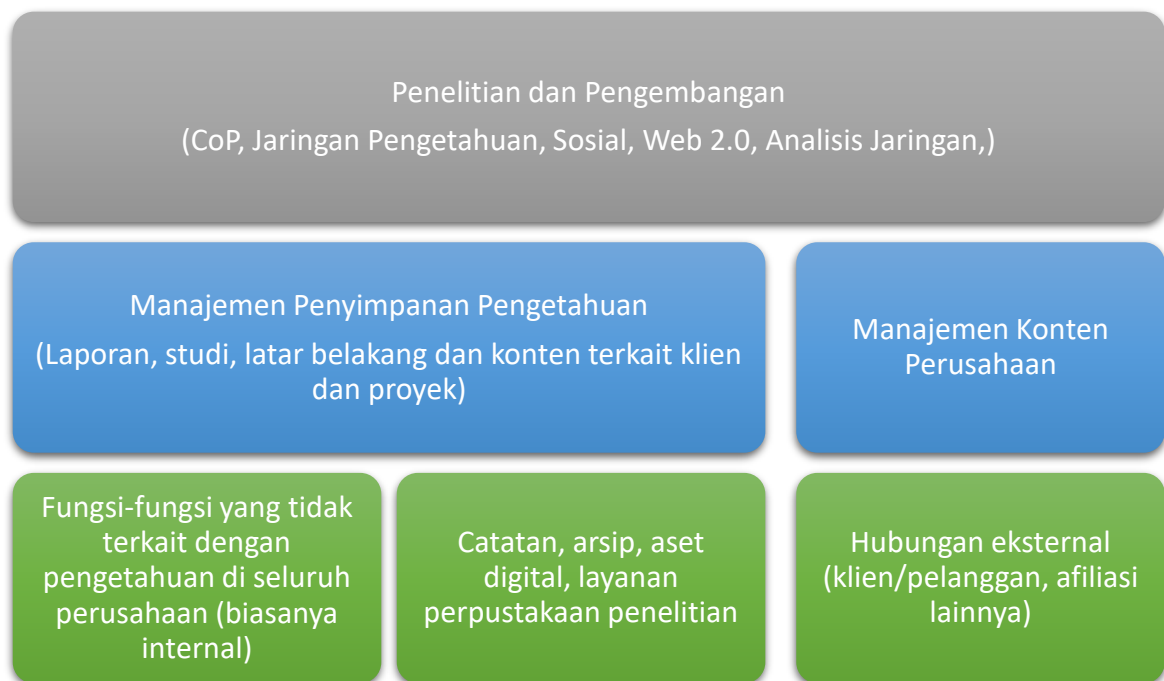 Penelitian dan Pengembangan
(CoP, Jaringan Pengetahuan, Sosial, Web 2.0, Analisis Jaringan,)
Manajemen Penyimpanan Pengetahuan
(Laporan, studi, latar belakang dan konten terkait klien
dan proyek)
Manajemen Konten
Perusahaan
Fungsi-fungsi yang tidak
terkait dengan
pengetahuan di seluruh
perusahaan (biasanya
internal)
Catatan, arsip, aset
digital, layanan
perpustakaan penelitian
Hubungan eksternal
(klien/pelanggan, afiliasi
lainnya)